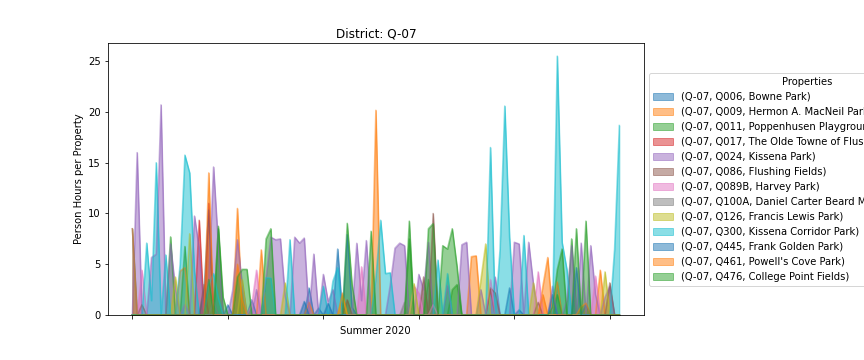 District: Q-07
25
20
15
10
5
0
Person Hours per Property
Summer 2020
Properties
(Q-07, Q006, Bowne Park)
(Q-07, Q009, Hermon A. MacNeil Par
(Q-07, Q011, Poppenhusen Playgroun
(Q-07, Q017, The Olde Towne of Flus
(Q-07, Q024, Kissena Park)
(Q-07, Q086, Flushing Fields)
(Q-07, Q089B, Harvey Park)
(Q-07, Q100A, Daniel Carter Beard M
(Q-07, Q126, Francis Lewis Park)
(Q-07, Q300, Kissena Corridor Park)
(Q-07, Q445, Frank Golden Park)
(Q-07, Q461, Powell's Cove Park)
(Q-07, Q476, College Point Fields)